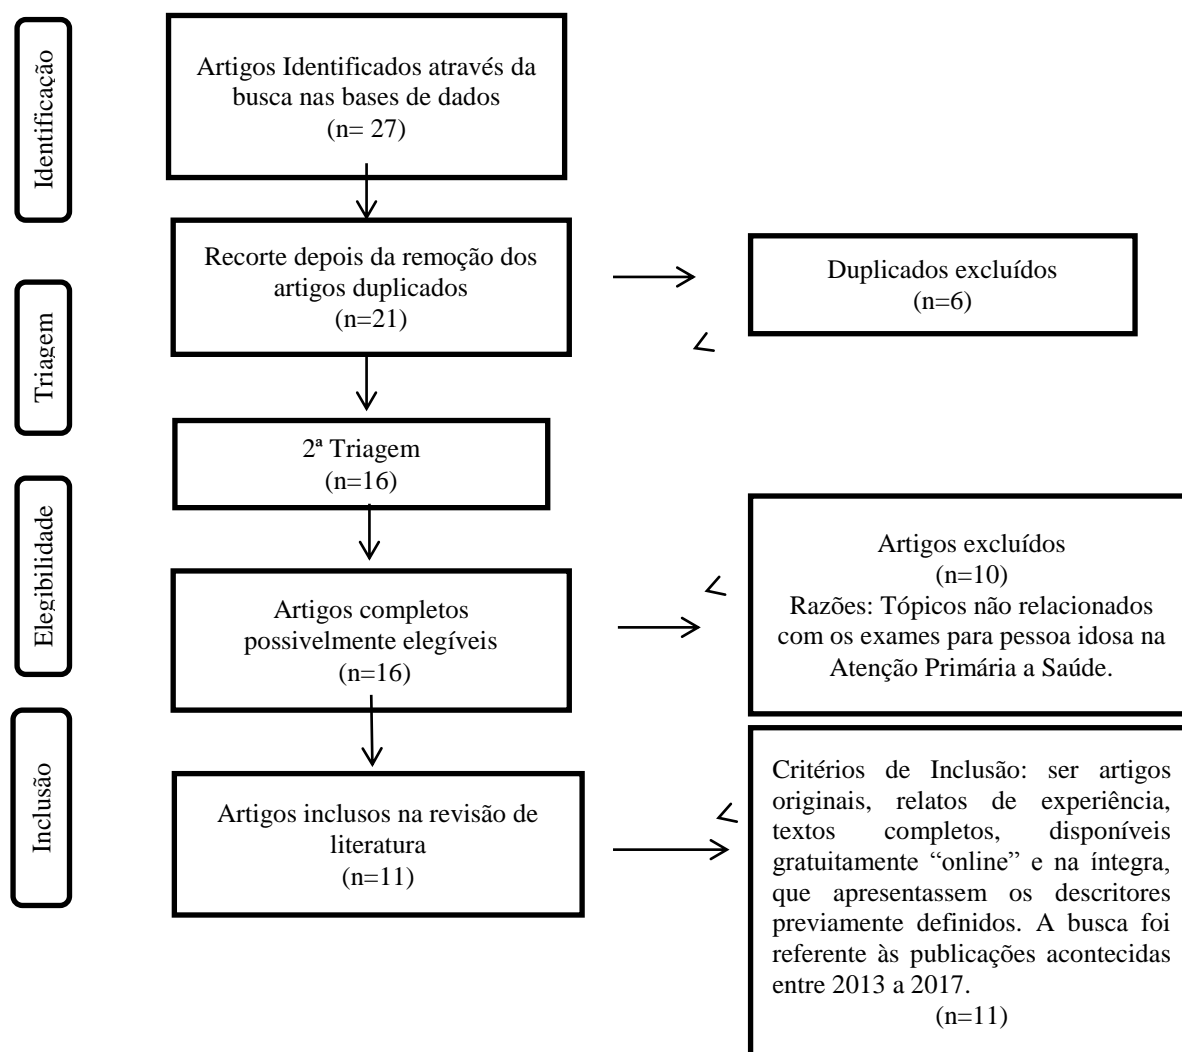 Identificação
Artigos Identificados através da
busca nas bases de dados
(n= 27)
Recorte depois da remoção dos
artigos duplicados
(n=21)
Duplicados excluídos
(n=6)
Triagem
2ª Triagem
(n=16)
Elegibilidade
Artigos completos
possivelmente elegíveis
(n=16)
Artigos excluídos
(n=10)
Razões: Tópicos não relacionados
com os exames para pessoa idosa na
Atenção Primária a Saúde.
Inclusão
Artigos inclusos na revisão de
literatura
(n=11)
Critérios de Inclusão: ser artigos
originais, relatos de experiência,
textos completos, disponíveis
gratuitamente “online” e na íntegra,
que apresentassem os descritores
previamente definidos. A busca foi
referente às publicações acontecidas
entre 2013 a 2017.
(n=11)